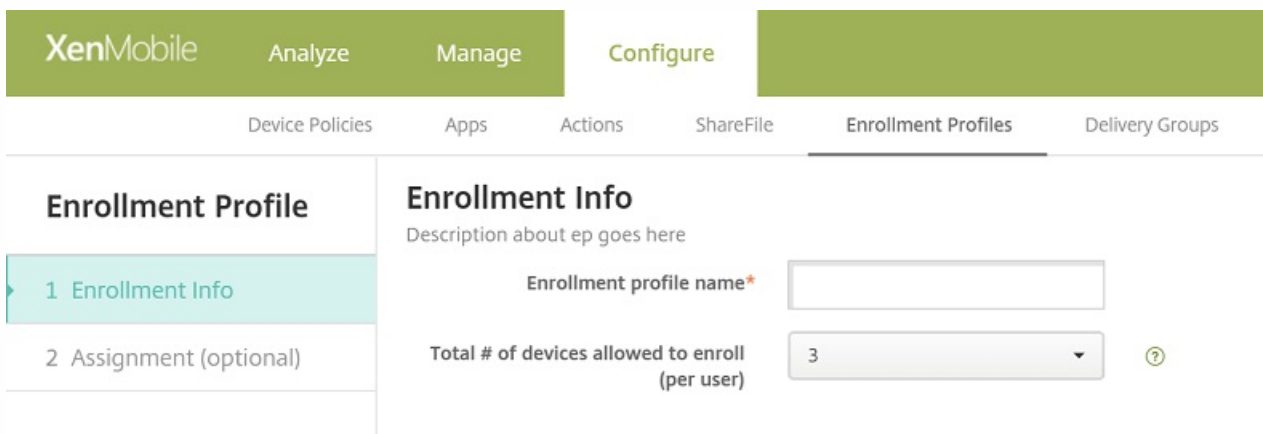 XenMobile Analyze Manage Configure
Device Policies Apps Actions ShareFile Enrollment Profiles Delivery Groups
Enrollment Profile
1 Enrollment Info
2 Assignment (optional)
Enrollment Info
Description about ep goes here
Enrollment profile name*
Total # of devices allowed to enroll
(per user)
3
?